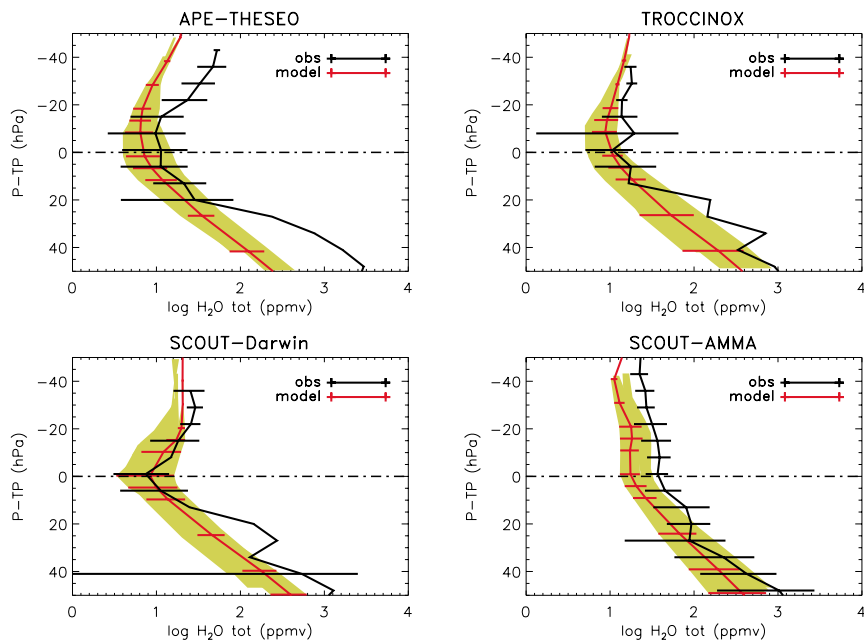 APE−THESEO
TROCCINOX
−40
−20
0
20
40
P−TP (hPa)
obs
model
0 1 2 3 4
log H₂O tot (ppmv)
−40
−20
0
20
40
P−TP (hPa)
obs
model
0 1 2 3 4
log H₂O tot (ppmv)
SCOUT−Darwin
SCOUT−AMMA
−40
−20
0
20
40
P−TP (hPa)
obs
model
0 1 2 3 4
log H₂O tot (ppmv)
−40
−20
0
20
40
P−TP (hPa)
obs
model
0 1 2 3 4
log H₂O tot (ppmv)